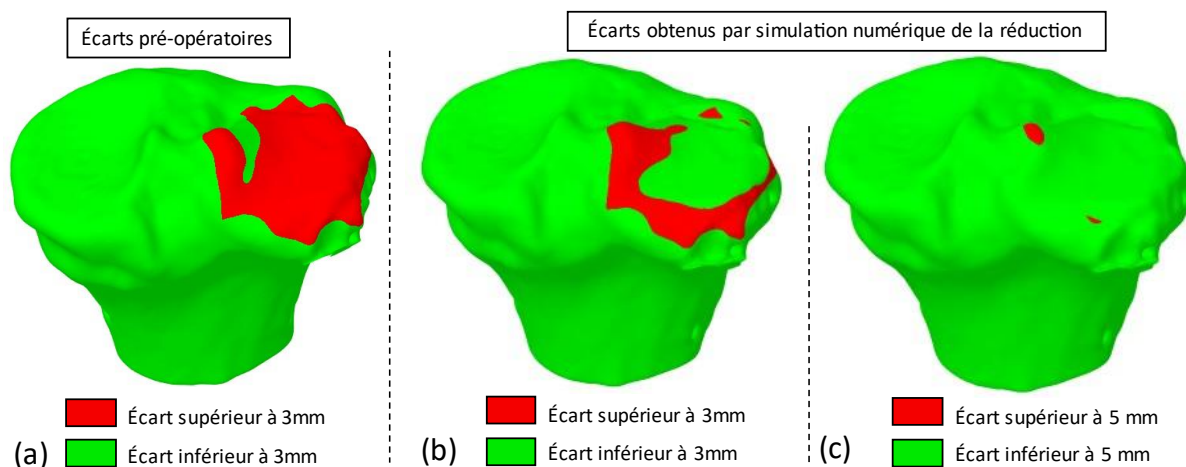 Écarts pré-opératoires
Écarts obtenus par simulation numérique de la réduction
(a)
Écart supérieur à 3mm
Écart inférieur à 3mm
(b)
Écart supérieur à 3mm
Écart inférieur à 3mm
(c)
Écart supérieur à 5 mm
Écart inférieur à 5 mm